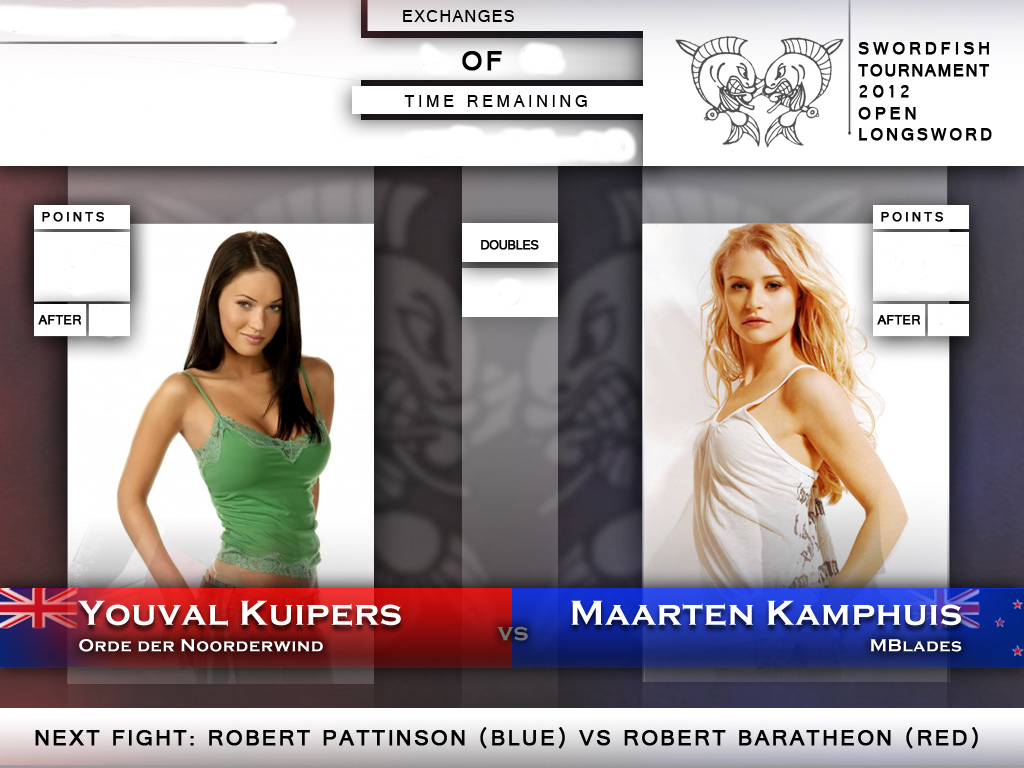 EXCHANGES
OF
TIME REMAINING
SWORDFISH
TOURNAMENT
2012
OPEN
LONGSWORD
POINTS
AFTER
DOUBLES
POINTS
AFTER
YOUVAL KUIPERS
ORDE DER NOORDERWIND
VS
MAARTEN KAMPHUIS
MBLADES
NEXT FIGHT: ROBERT PATTINSON (BLUE) VS ROBERT BARATHEON (RED)